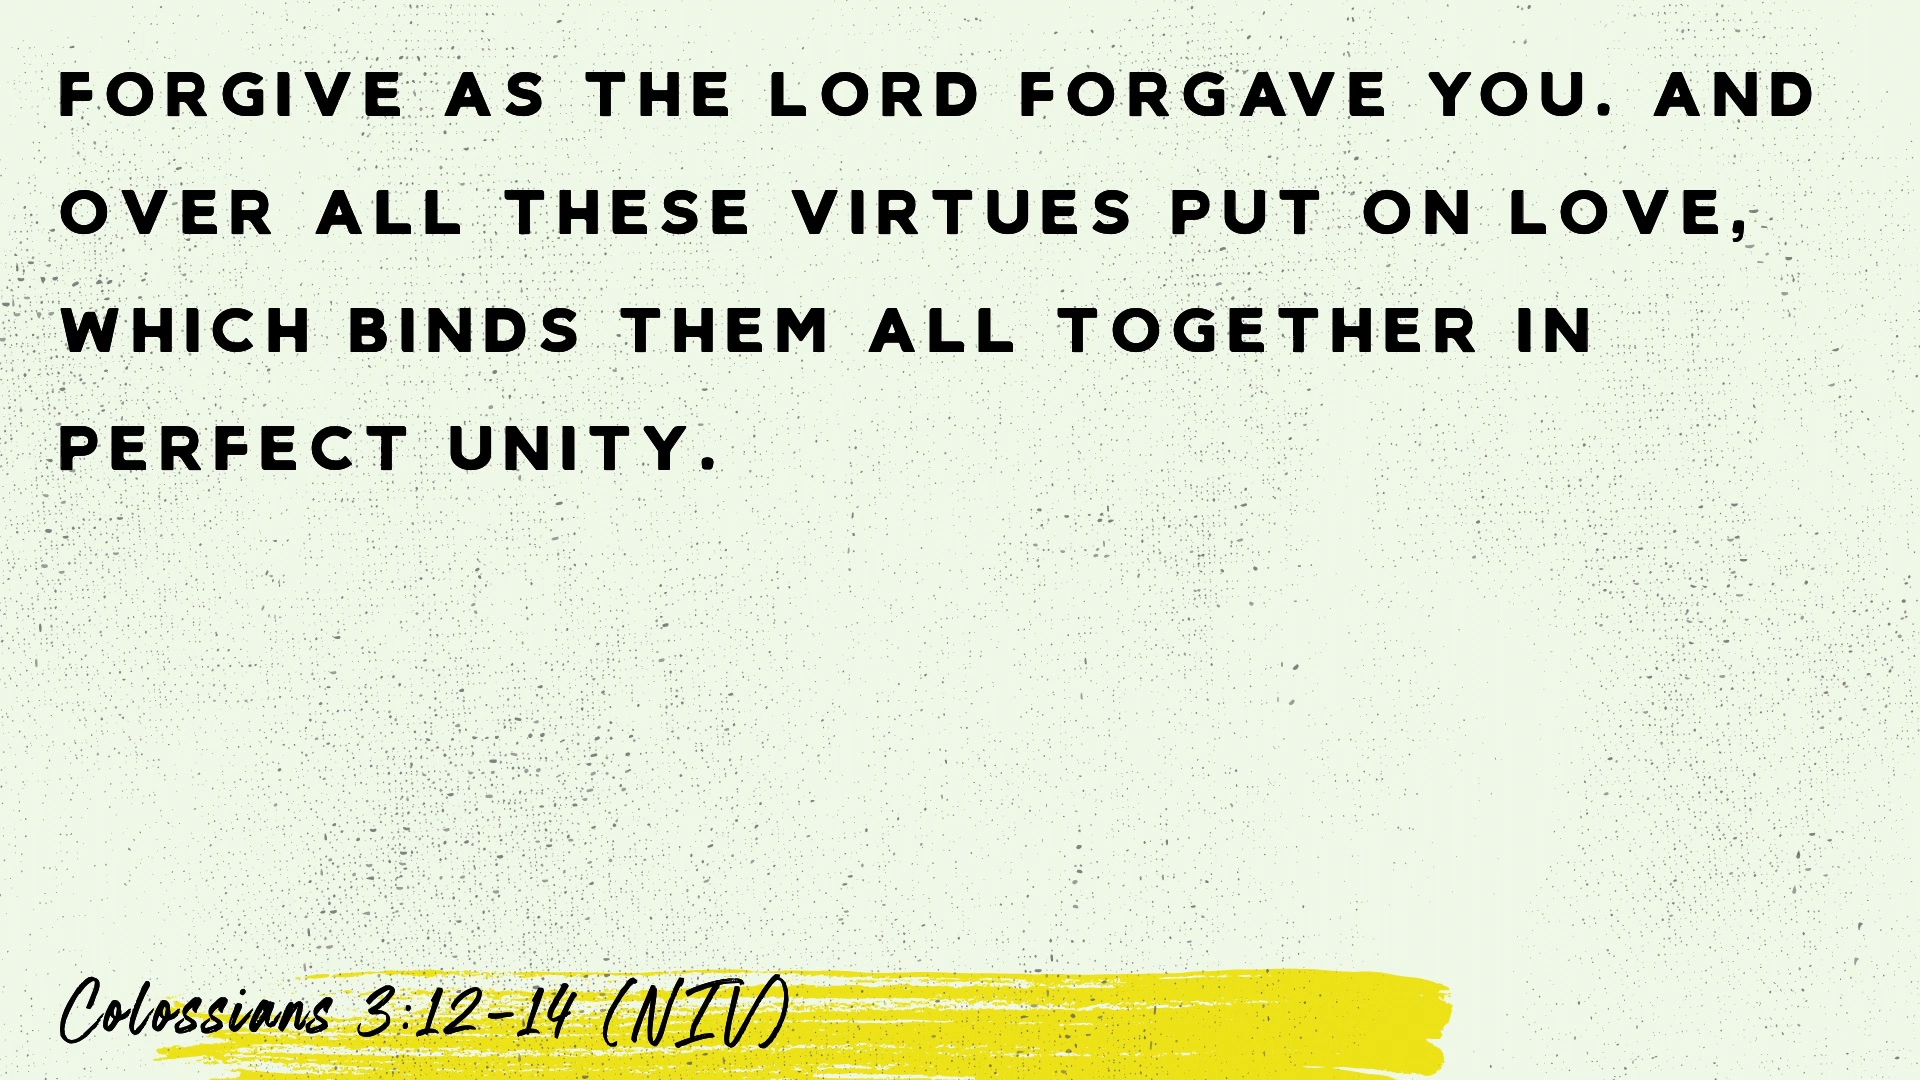 FORGIVE AS THE LORD FORGAVE YOU. AND
OVER ALL THESE VIRTUES PUT ON LOVE,
WHICH BINDS THEM ALL TOGETHER IN
PERFECT UNITY.
Colossians 3:12-14 (NIV)